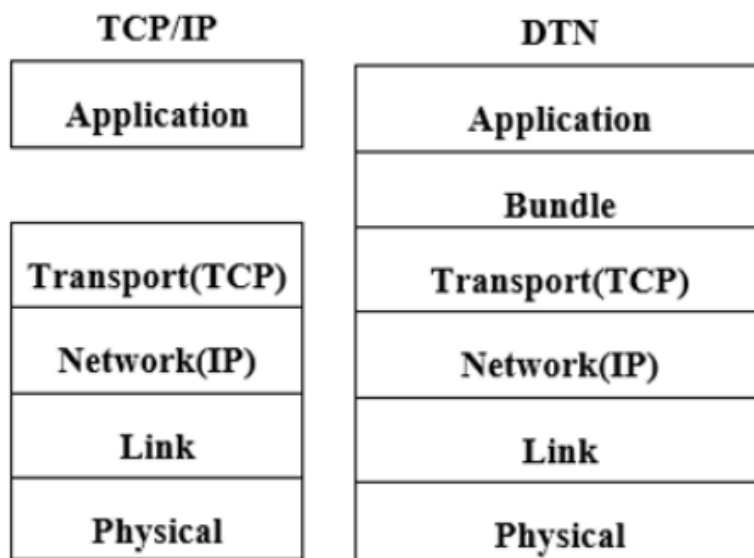 TCP/IP
Application
Transport(TCP)
Network(IP)
Link
Physical
DTN
Application
Bundle
Transport(TCP)
Network(IP)
Link
Physical